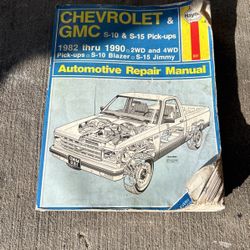 CHEVROLET &
GMC S-10 & S-15 Pick-ups
Haynes
1982 thru 1990 ○ 2WD and 4WD
Pick-ups ○ S-10 Blazer ○ S-15 Jimmy
Automotive Repair Manual